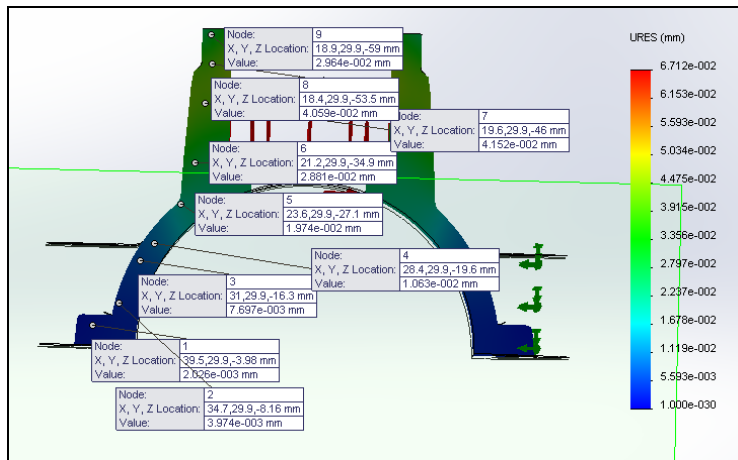 URES (mm)
6.712e-002
6.153e-002
5.593e-002
5.034e-002
4.475e-002
3.915e-002
3.356e-002
2.797e-002
2.237e-002
1.678e-002
1.119e-002
5.593e-003
1.000e-030
Node: 9
X, Y, Z Location: 18.9,29.9,-59 mm
Value: 2.964e-002 mm
Node: 8
X, Y, Z Location: 18.4,29.9,-53.5 mm
Value: 4.059e-002 mm
Node: 7
X, Y, Z Location: 19.6,29.9,-46 mm
Value: 4.152e-002 mm
Node: 6
X, Y, Z Location: 21.2,29.9,-34.9 mm
Value: 2.881e-002 mm
Node: 5
X, Y, Z Location: 23.6,29.9,-27.1 mm
Value: 1.974e-002 mm
Node: 4
X, Y, Z Location: 28.4,29.9,-19.6 mm
Value: 1.063e-002 mm
Node: 3
X, Y, Z Location: 31,29.9,-16.3 mm
Value: 7.697e-003 mm
Node: 1
X, Y, Z Location: 39.5,29.9,-3.98 mm
Value: 2.026e-003 mm
Node: 2
X, Y, Z Location: 34.7,29.9,-8.16 mm
Value: 3.974e-003 mm